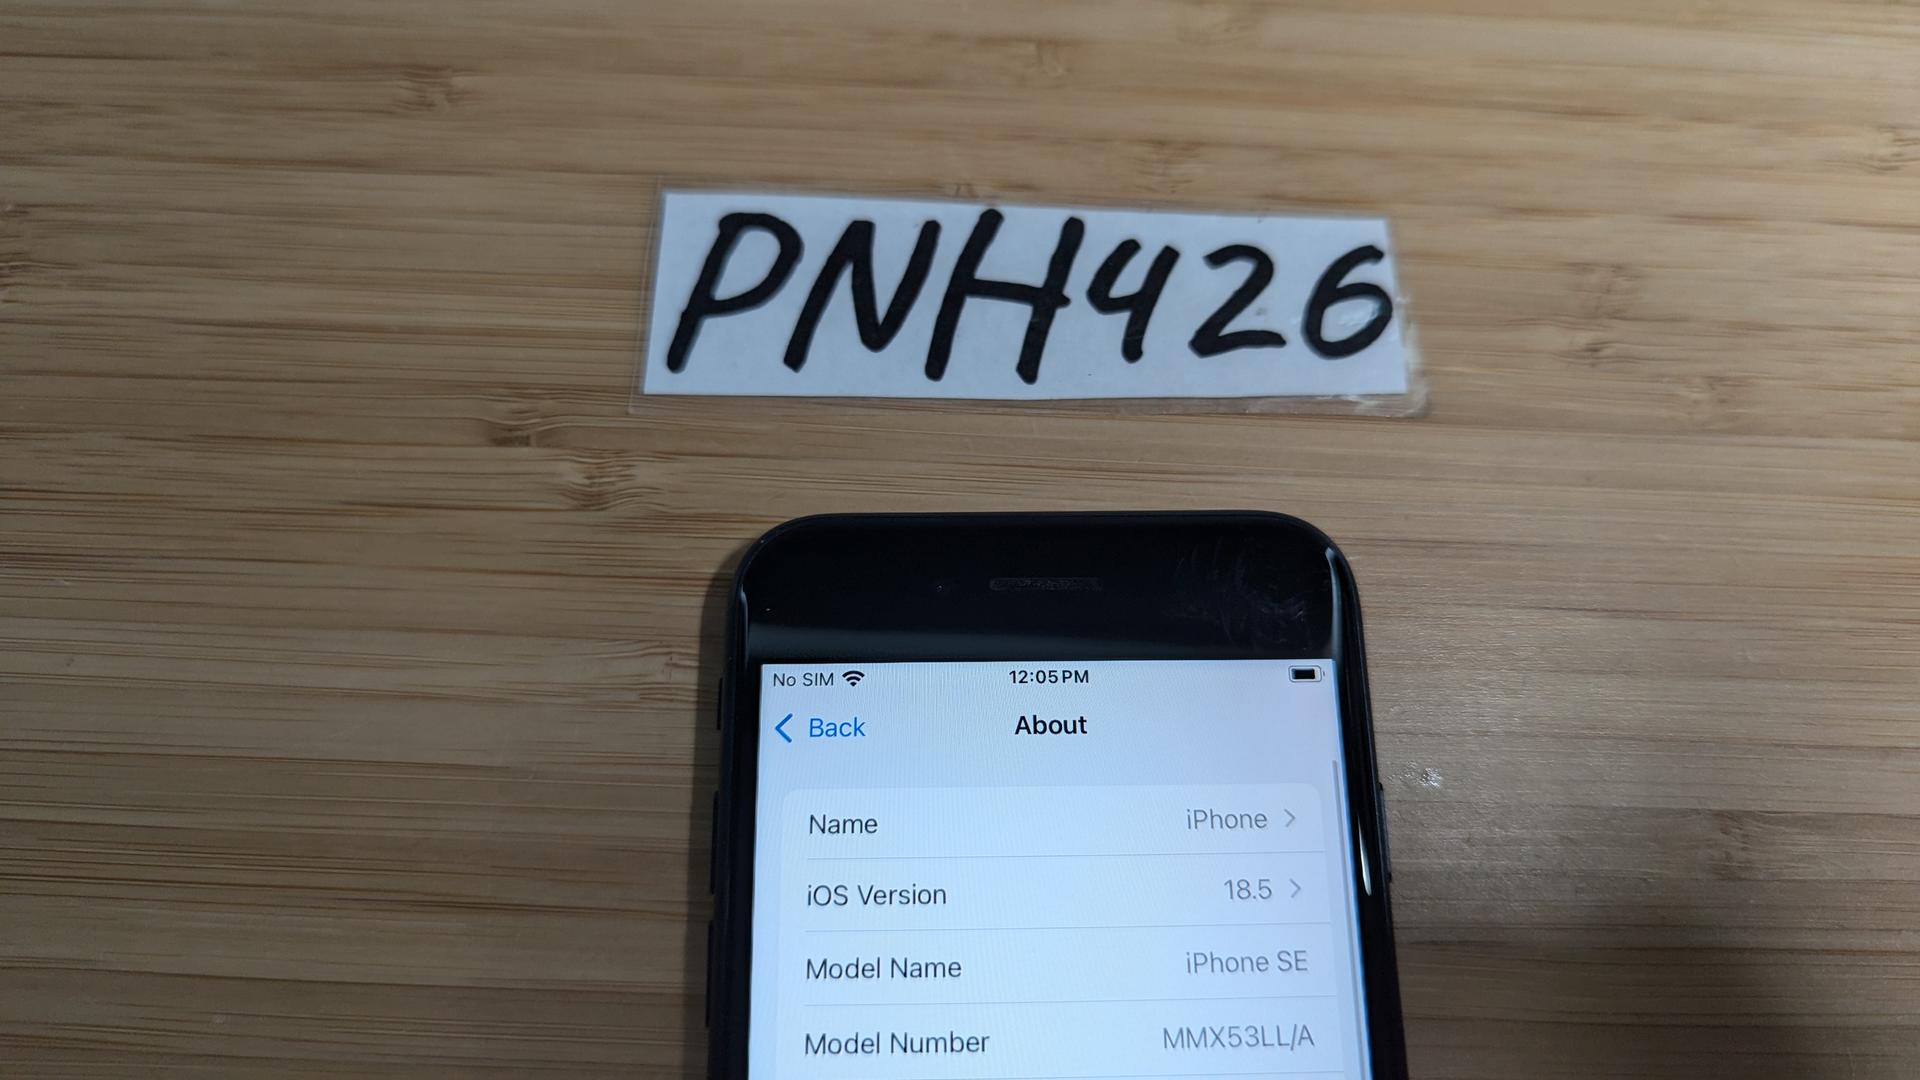 PNH426
No SIM 12:05 PM
Back About
Name iPhone
iOS Version 18.5
Model Name iPhone SE
Model Number MMX53LL/A